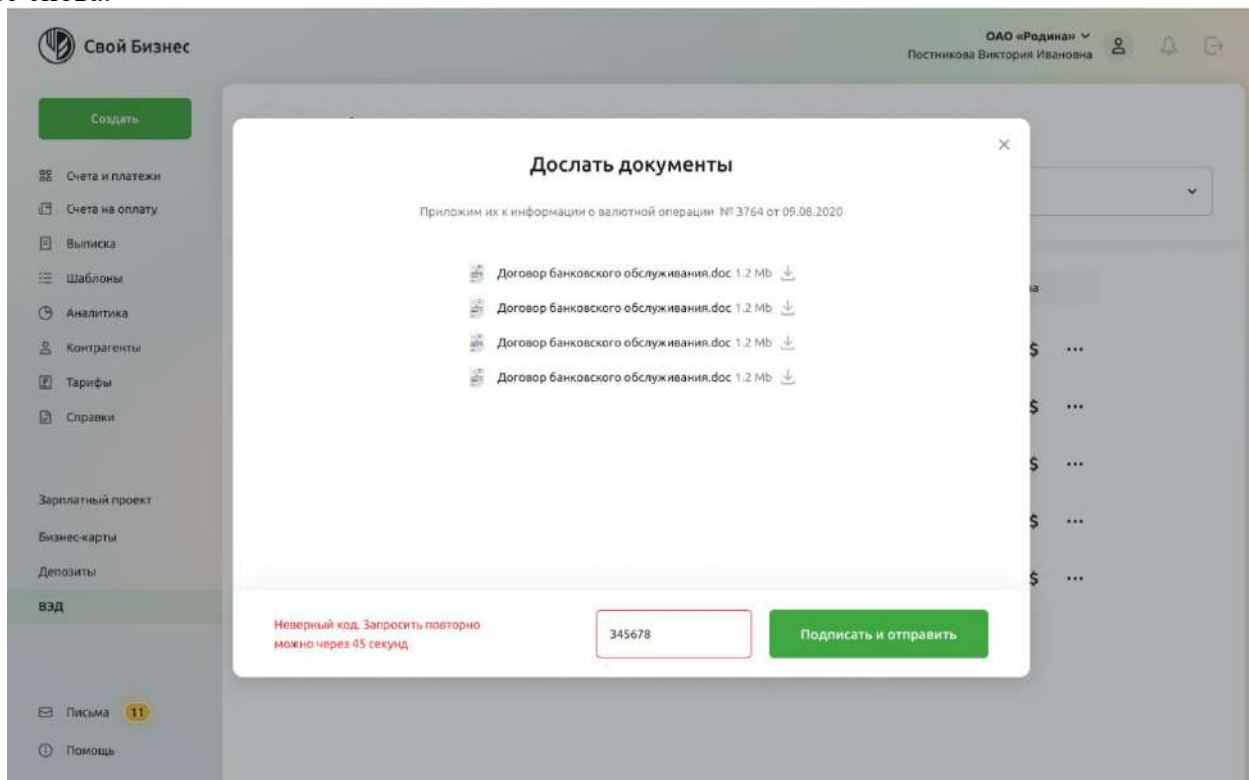 Свой Бизнес
ОАО «Родина»
Постникова Виктория Ивановна
Создать
Счета и платежи
Счета на оплату
Выписка
Шаблоны
Аналитика
Контрагенты
Тарифы
Справки
Зарплатный проект
Бизнес-карты
Депозиты
ВЭД
Письма 11
Помощь
Дослать документы
Приложим их к информации о валютной операции № 3764 от 09.08.2020
Договор банковского обслуживания.doc 1.2 Mb
Договор банковского обслуживания.doc 1.2 Mb
Договор банковского обслуживания.doc 1.2 Mb
Договор банковского обслуживания.doc 1.2 Mb
$
$
$
$
$
Неверный код. Запросить повторно
можно через 45 секунд
345678
Подписать и отправить